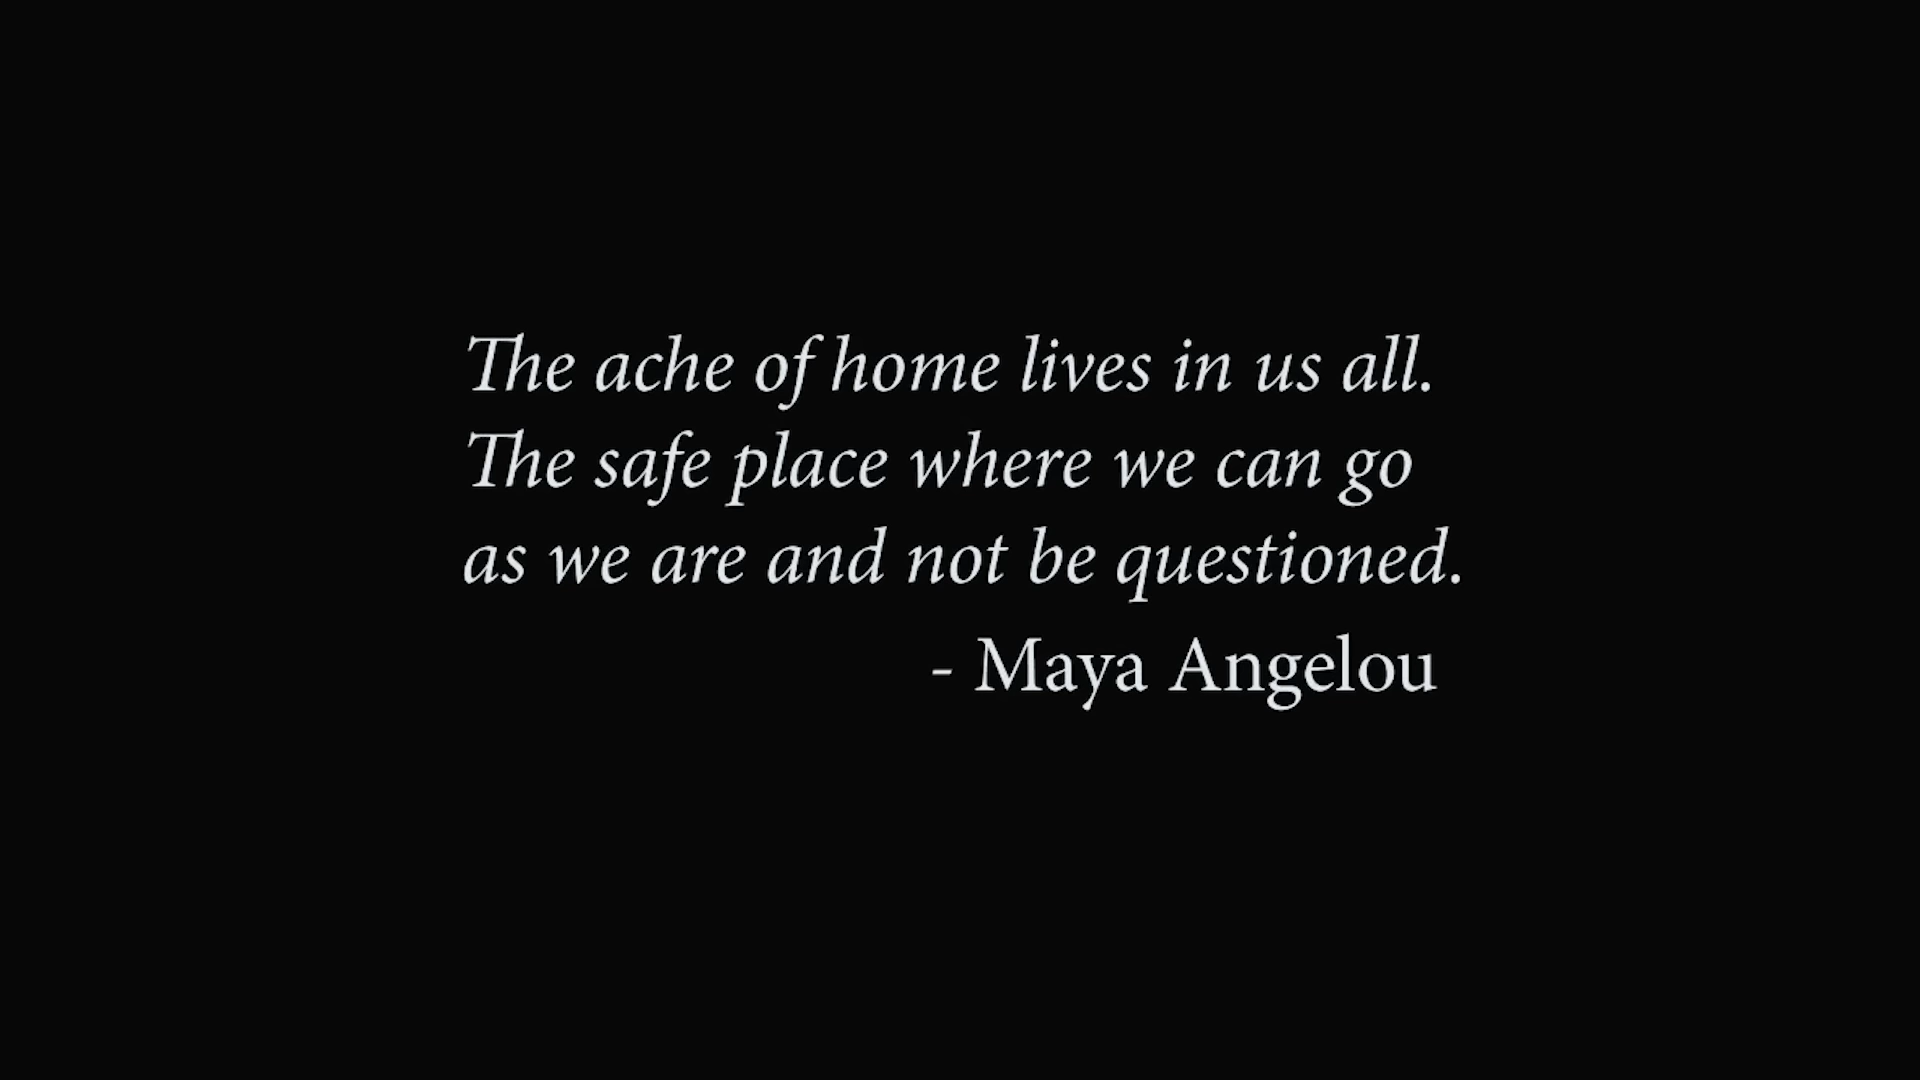 The ache of home lives in us all.
The safe place where we can go
as we are and not be questioned.
- Maya Angelou